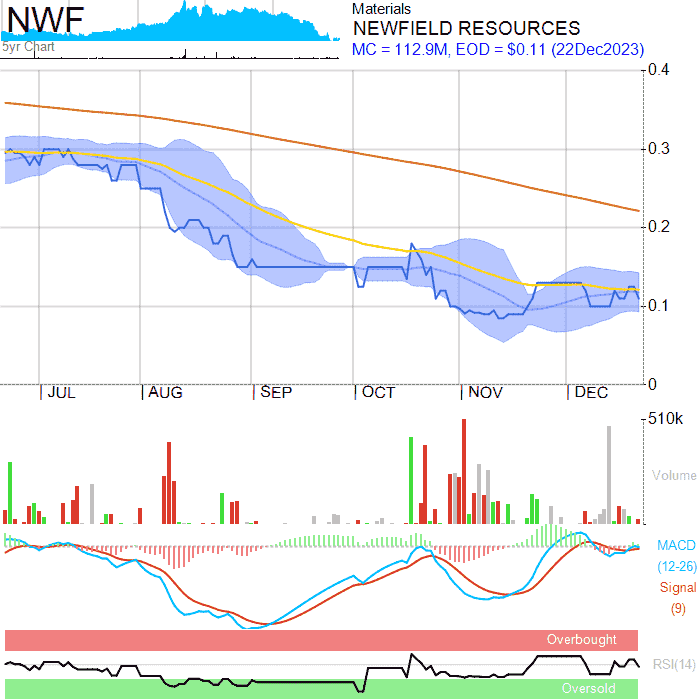 NWF
5yr Chart
Materials
NEWFIELD RESOURCES
MC = 112.9M, EOD = $0.11 (22Dec2023)
0.4
0.3
0.2
0.1
0
JUL AUG SEP OCT NOV DEC
510k
Volume
MACD
(12-26)
Signal
(9)
Overbought
RSI(14)
Oversold